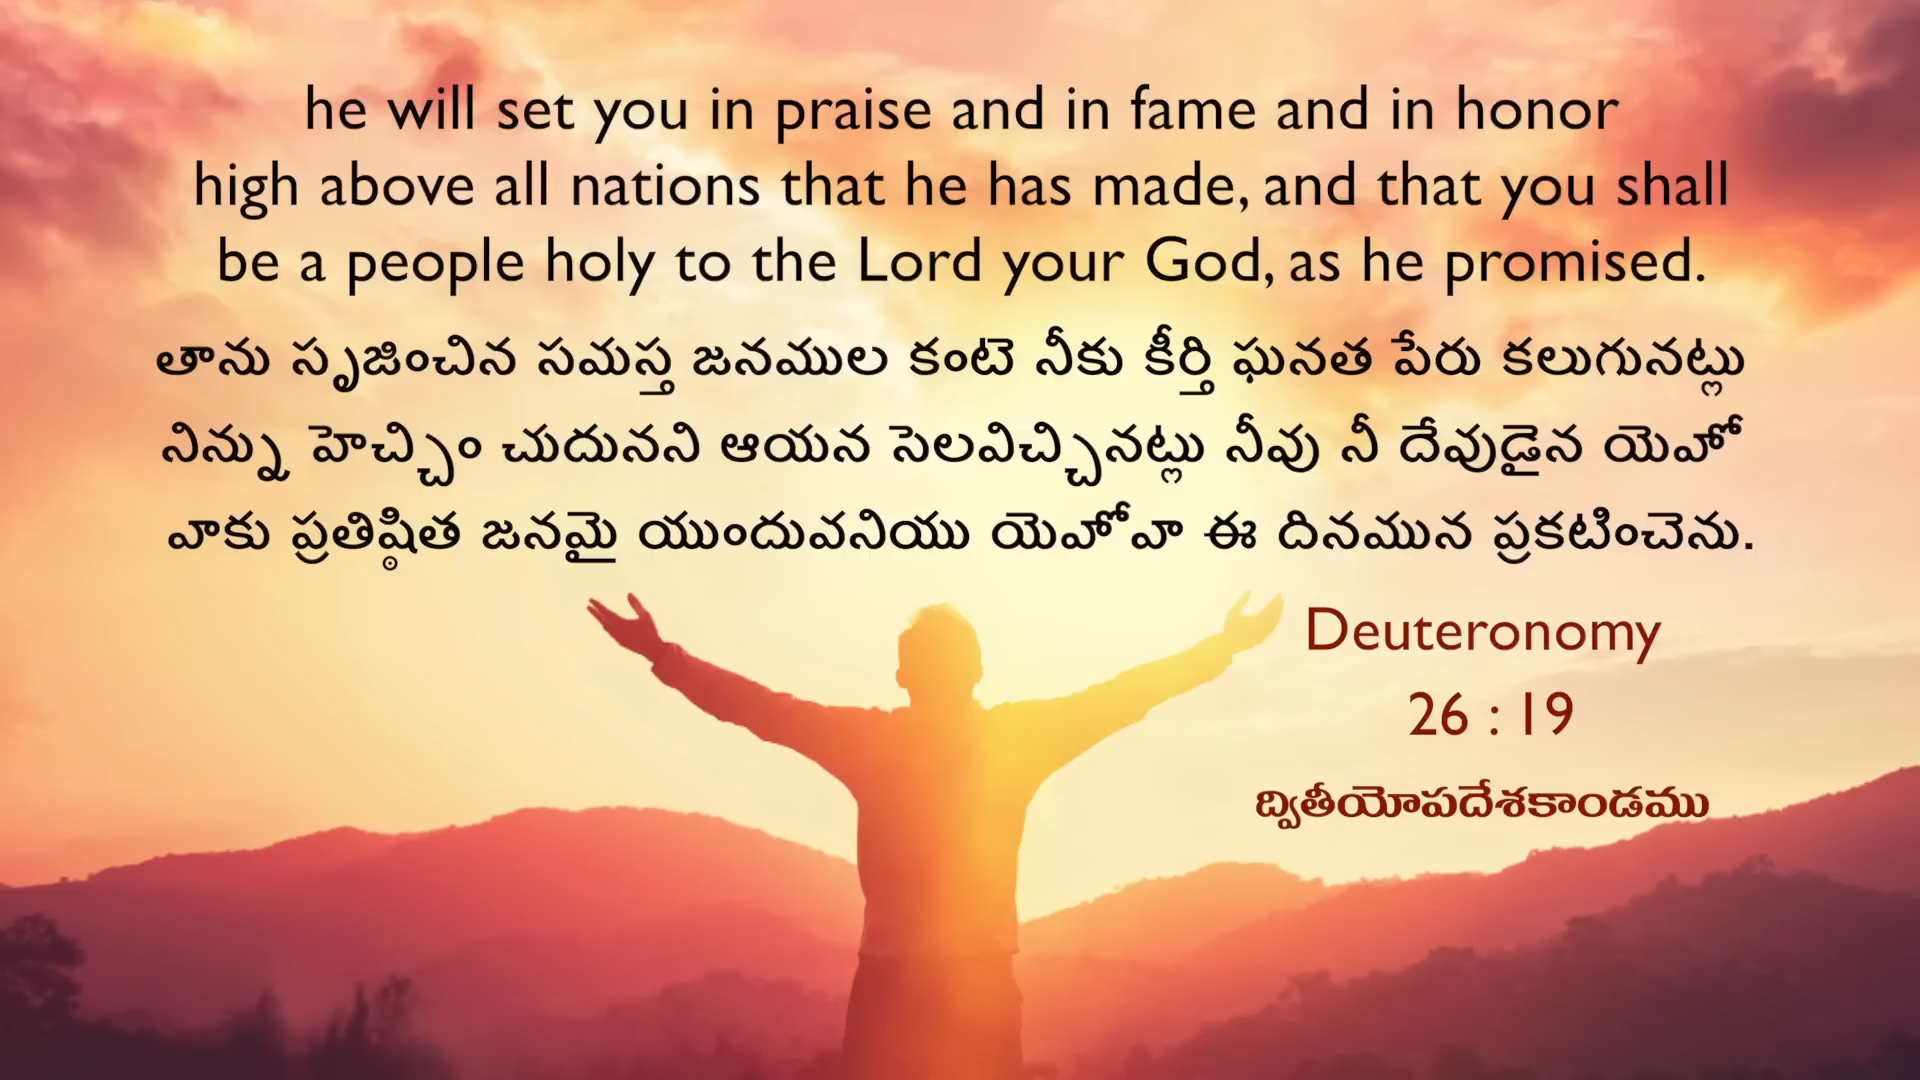 he will set you in praise and in fame and in honor
high above all nations that he has made, and that you shall
be a people holy to the Lord your God, as he promised.
తాను సృజించిన సమస్త జనముల కంటె నీకు కీర్తి ఘనత పేరు కలుగునట్లు
నిన్ను హెచ్చిం చుదునని ఆయన సెలవిచ్చినట్లు నీవు నీ దేవుడైన యెహో
వాకు ప్రతిష్ఠిత జనమై యుందువనియు యెహోవా ఈ దినమున ప్రకటించెను.
Deuteronomy
26 : 19
ద్వితీయోపదేశకాండము